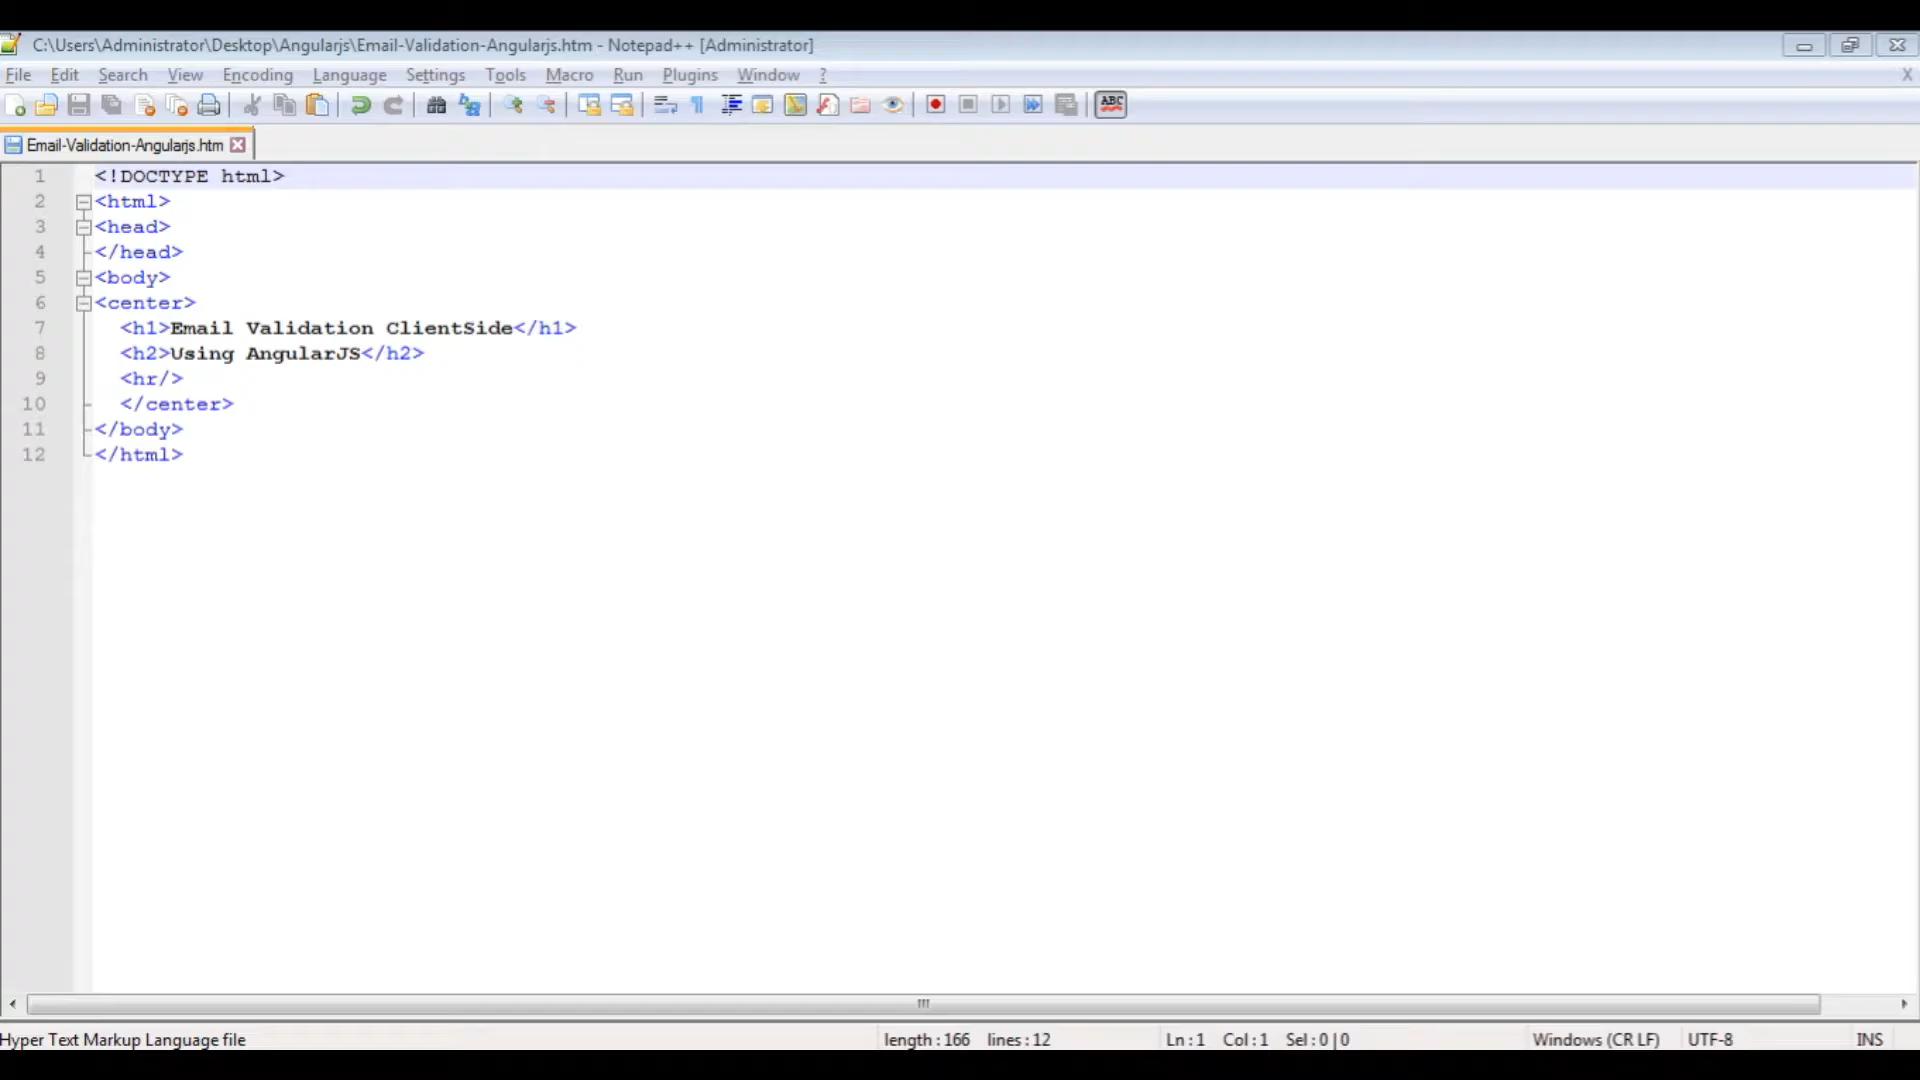 C:\Users\Administrator\Desktop\Angularjs\Email-Validation-Angularjs.htm - Notepad++ [Administrator]
File Edit Search View Encoding Language Settings Tools Macro Run Plugins Window ? X
ABC
Email-Validation-Angularjs.htm
1 <!DOCTYPE html>
2 <html>
3 <head>
4 </head>
5 <body>
6 <center>
7 <h1>Email Validation ClientSide</h1>
8 <h2>Using AngularJS</h2>
9 <hr/>
10 </center>
11 </body>
12 </html>
Hyper Text Markup Language file length : 166 lines : 12 Ln : 1 Col : 1 Sel : 0 | 0 Windows (CR LF) UTF-8 INS